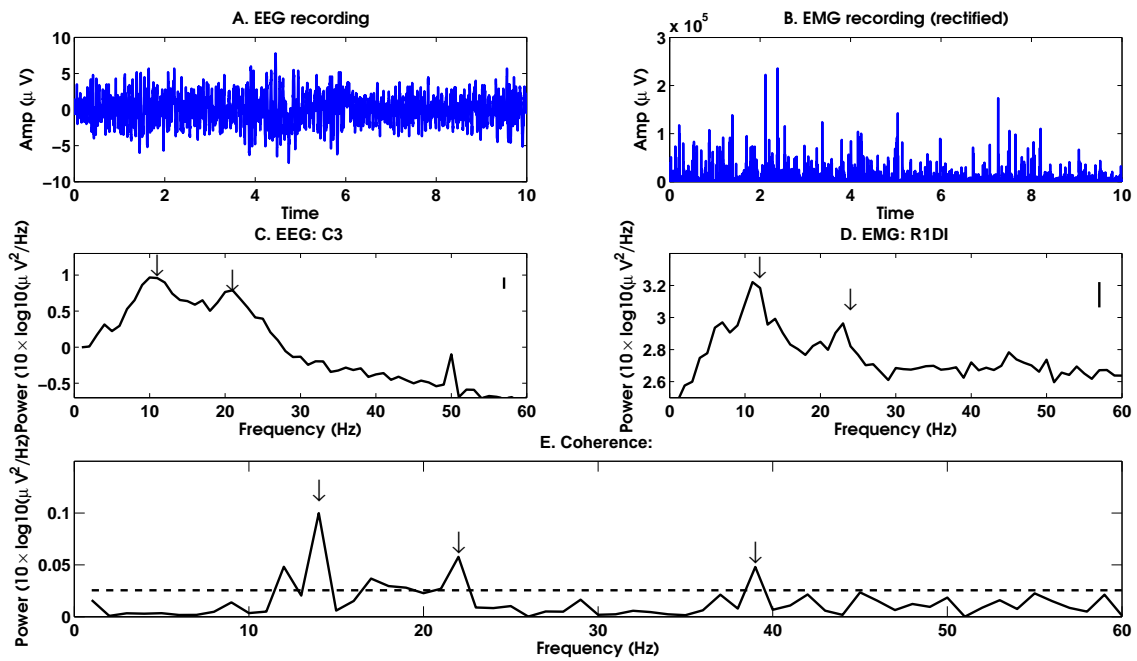 A. EEG recording
10
5
0
−5
−10
Amp (μ V)
0 2 4 6 8 10
Time
B. EMG recording (rectified)
x 10^5
3
2
1
0
Amp (μ V)
0 2 4 6 8 10
Time
C. EEG: C3
1
0
−0.5
Power (10 × log10(μ V^2/Hz)
0 10 20 30 40 50 60
Frequency (Hz)
D. EMG: R1DI
3.2
3
2.8
2.6
Power (10 × log10(μ V^2/Hz)
0 10 20 30 40 50 60
Frequency (Hz)
E. Coherence:
0.1
0.05
0
Power (10 × log10(μ V^2/Hz)
0 10 20 30 40 50 60
Frequency (Hz)